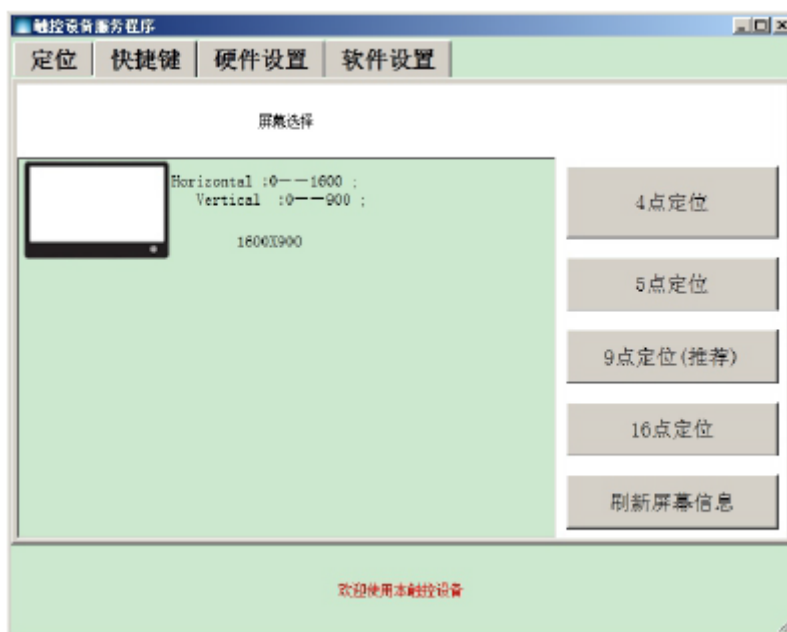 触控设备服务程序
定位 快捷键 硬件设置 软件设置
屏幕选择
Horizontal :0——1600 ;
Vertical :0——900 ;
1600X900
4点定位
5点定位
9点定位(推荐)
16点定位
刷新屏幕信息
欢迎使用本触控设备